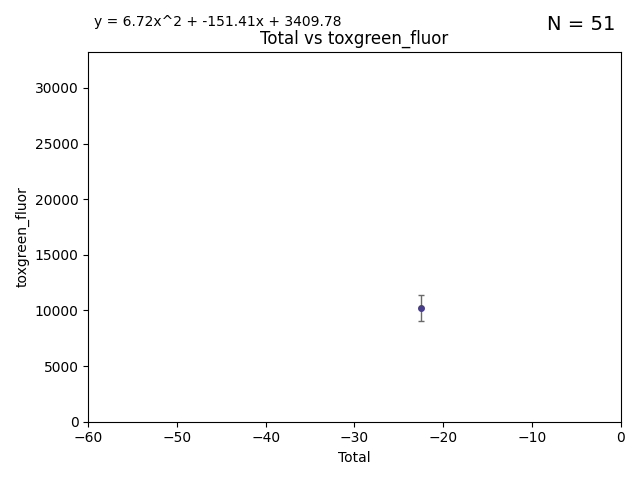 y = 6.72x^2 + -151.41x + 3409.78
N = 51
Total vs toxgreen_fluor
30000
25000
20000
15000
10000
5000
0
toxgreen_fluor
−60 −50 −40 −30 −20 −10 0
Total